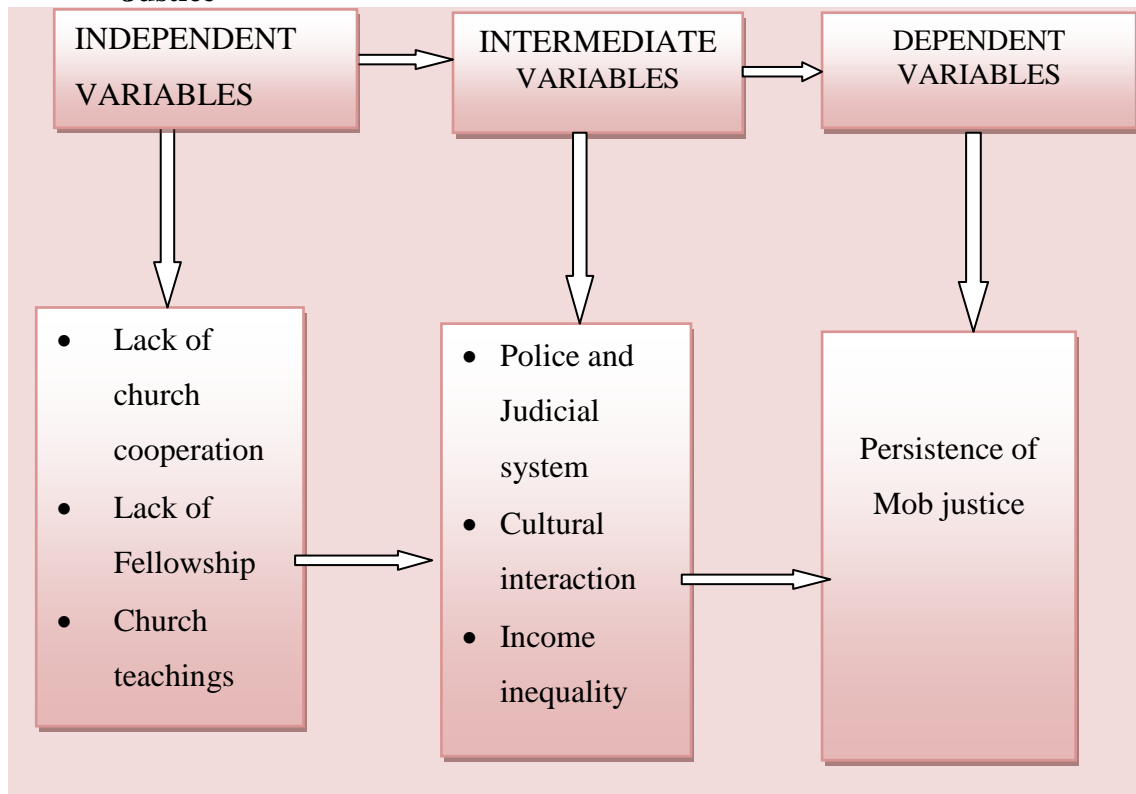 Justice
INDEPENDENT
VARIABLES
INTERMEDIATE
VARIABLES
DEPENDENT
VARIABLES
• Lack of
church
cooperation
• Lack of
Fellowship
• Church
teachings
• Police and
Judicial
system
• Cultural
interaction
• Income
inequality
Persistence of
Mob justice